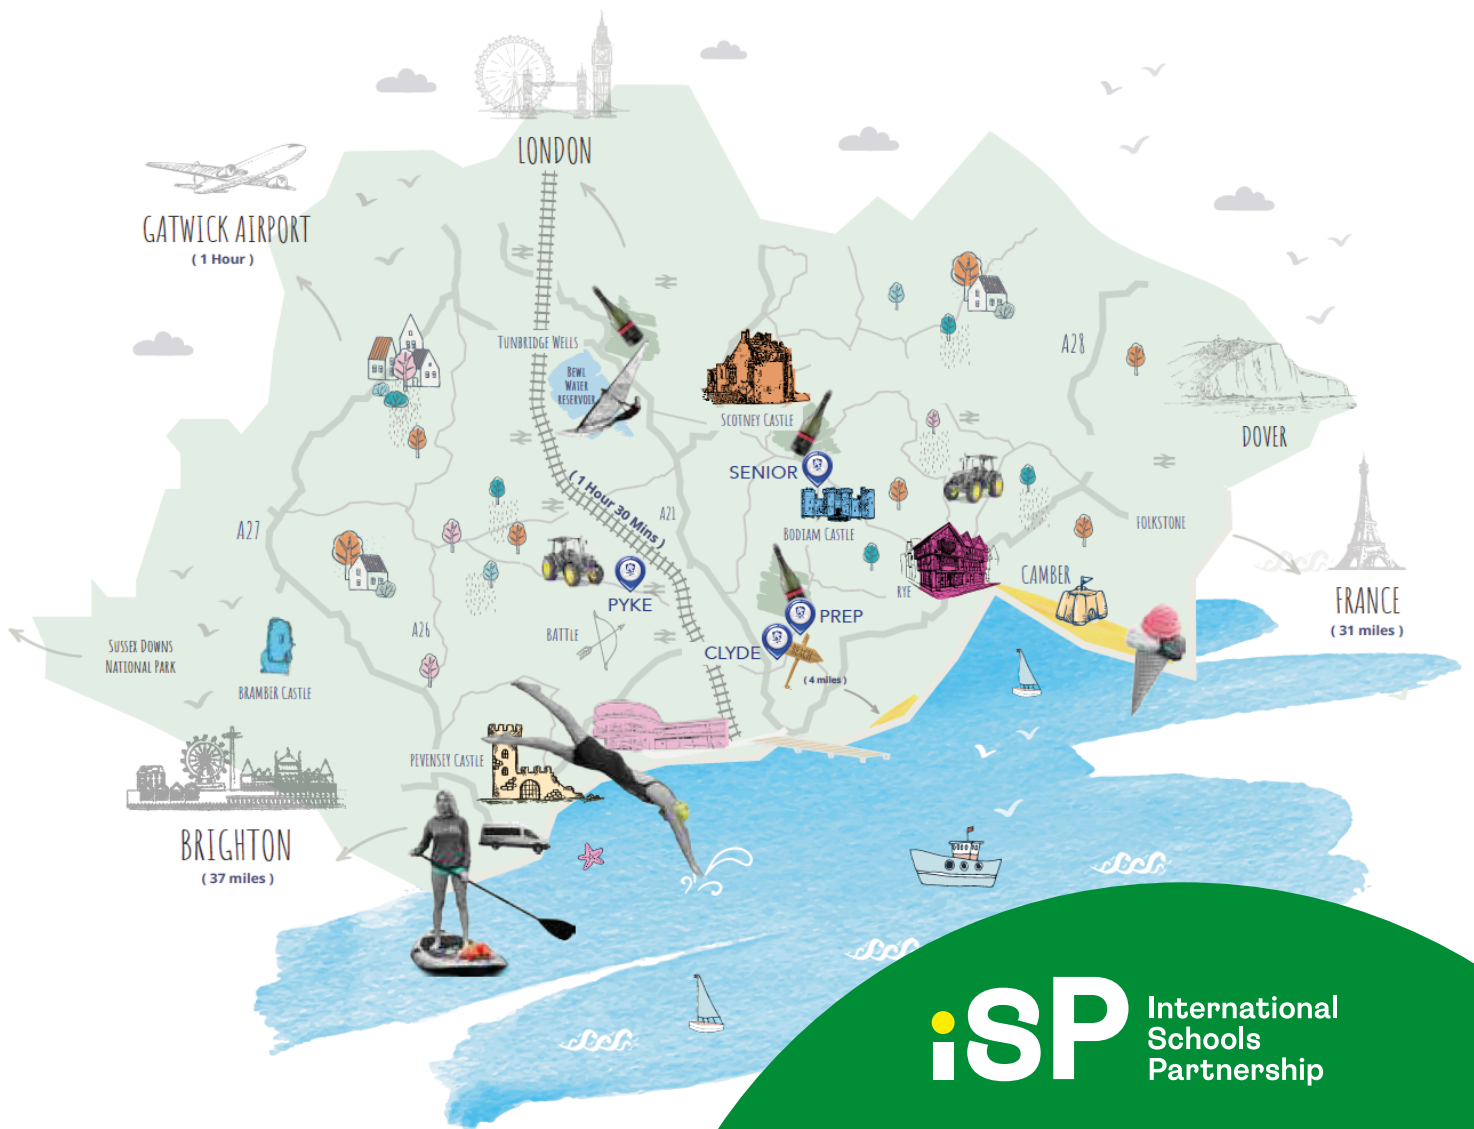 LONDON
GATWICK AIRPORT
( 1 Hour )
TUNBRIDGE WELLS
BEWL
WATER
RESERVOIR
A28
SCOTNEY CASTLE
DOVER
SENIOR
( 1 Hour 30 Mins )
A21
A27
BODIAM CASTLE
FOLKSTONE
CAMBER
RYE
FRANCE
( 31 miles )
PYKE
PREP
A26
BATTLE
CLYDE
( 4 miles )
SUSSEX DOWNS
NATIONAL PARK
BRAMBER CASTLE
PEVENSEY CASTLE
BRIGHTON
( 37 miles )
iSP
International
Schools
Partnership